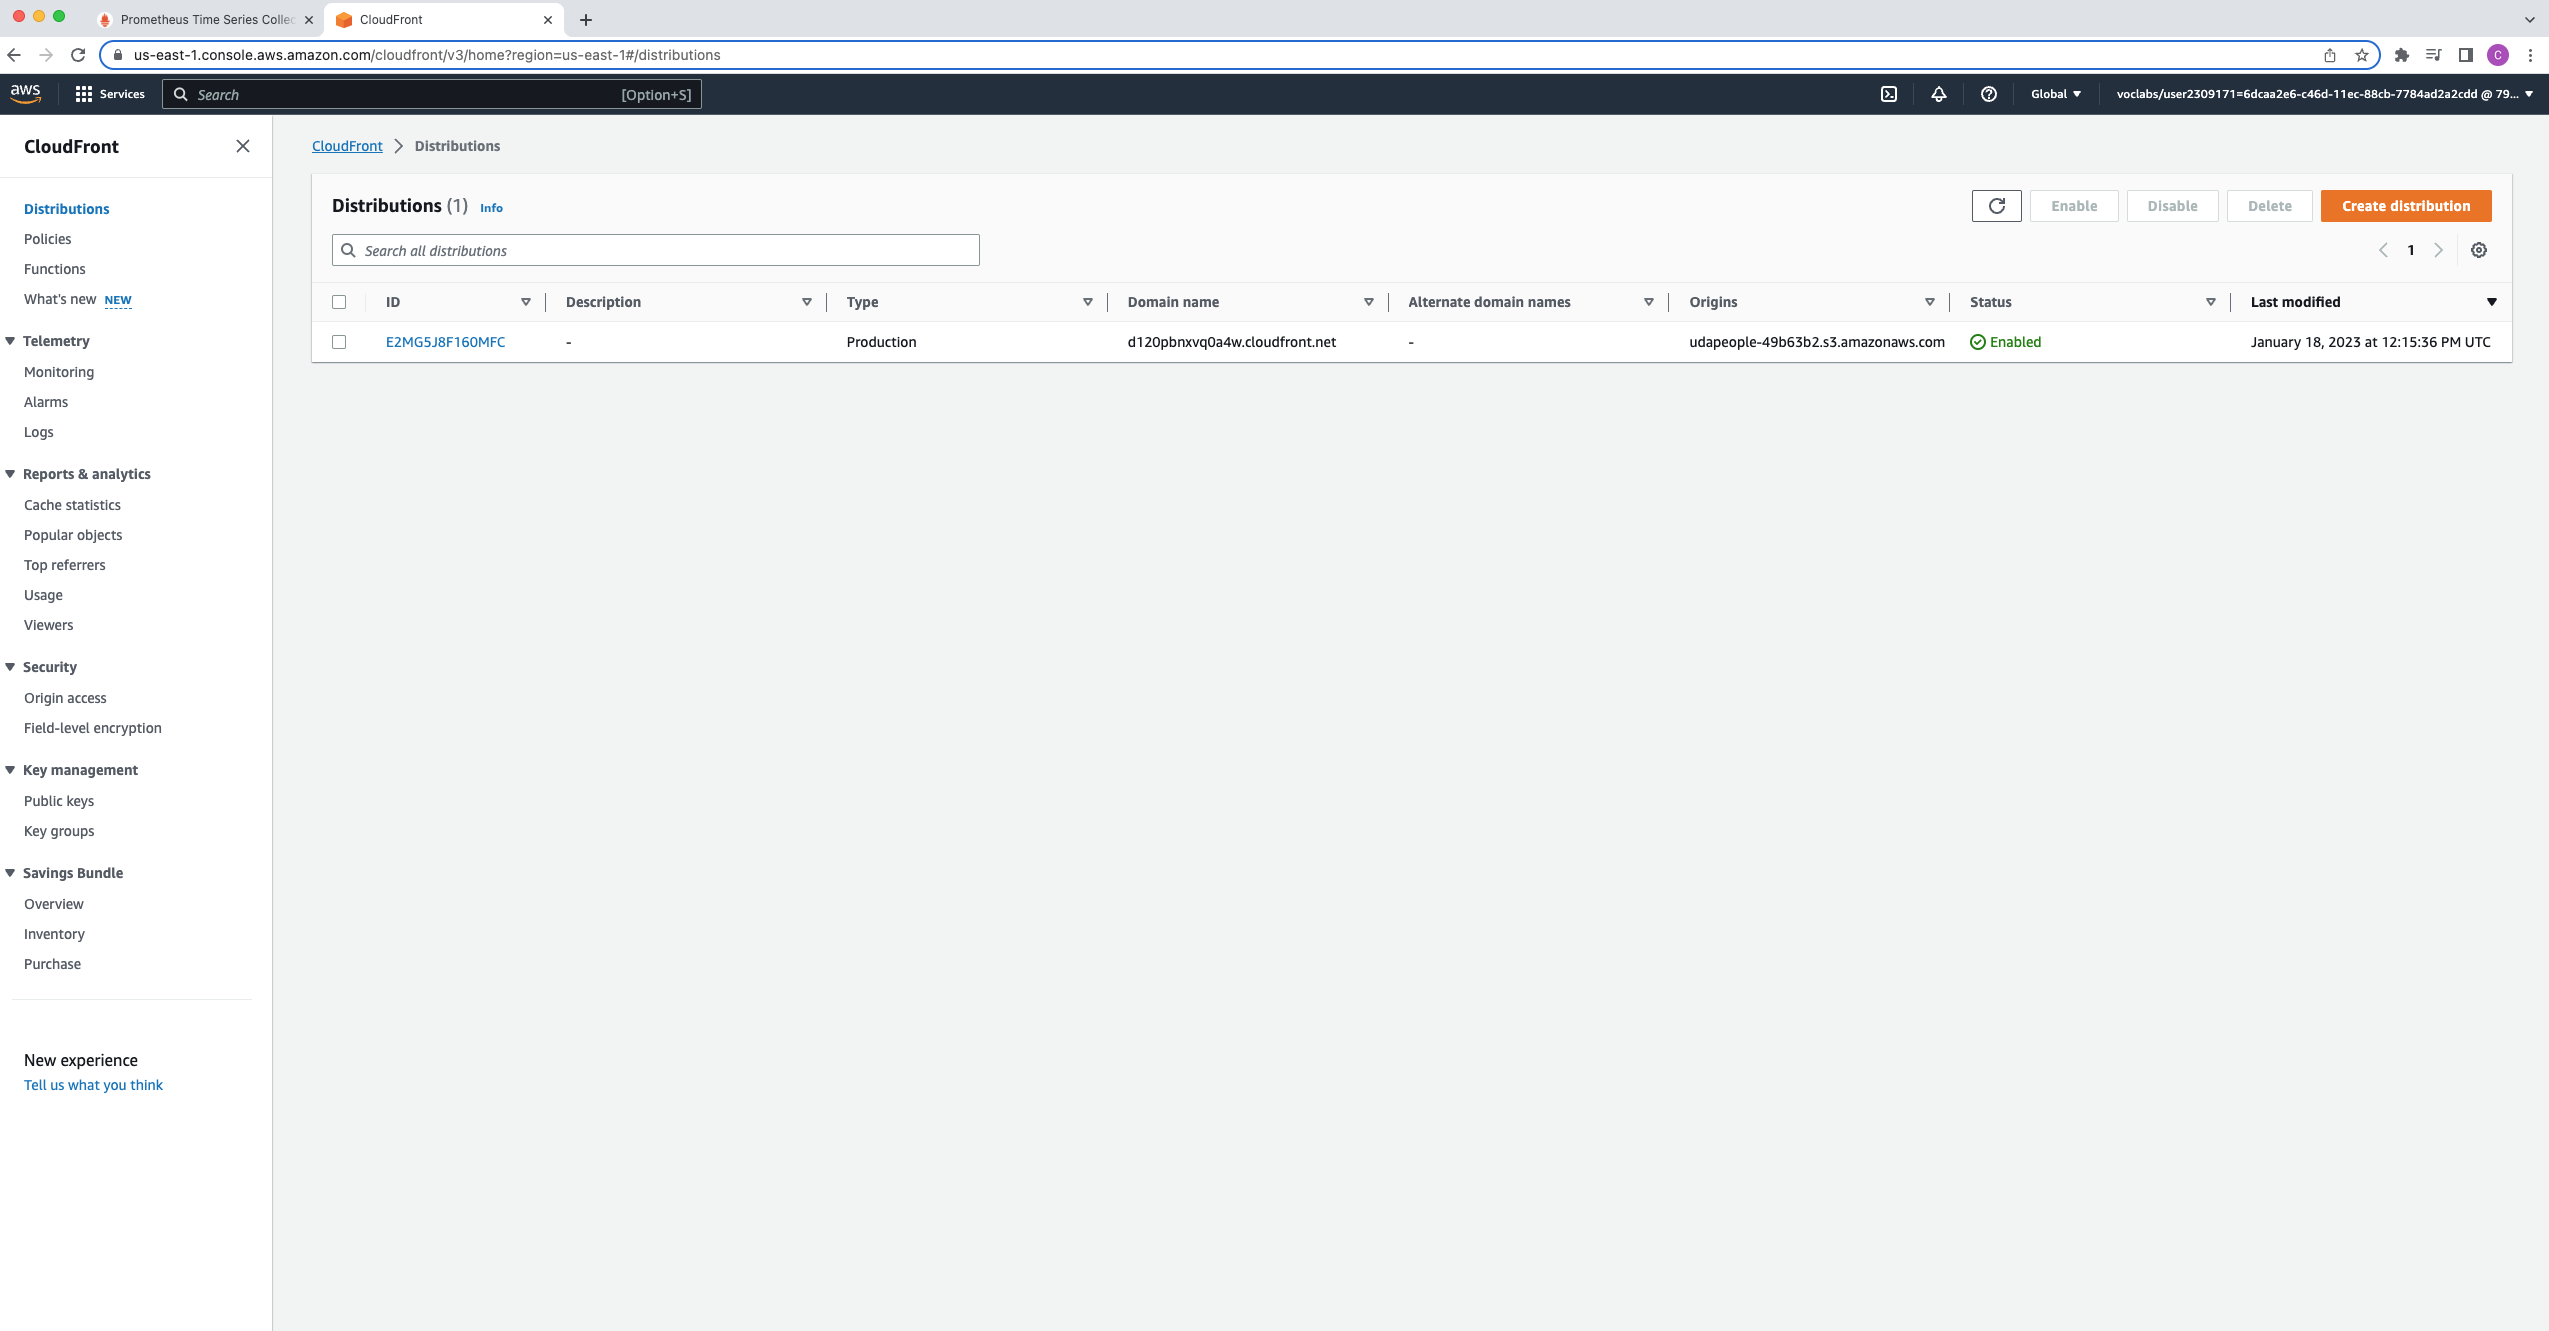 Prometheus Time Series Collec
CloudFront
us-east-1.console.aws.amazon.com/cloudfront/v3/home?region=us-east-1#/distributions
C
aws
Services
Search
[Option+S]
Global
voclabs/user2309171=6dcaa2e6-c46d-11ec-88cb-7784ad2a2cdd @ 79...
CloudFront
Distributions
Policies
Functions
What's new NEW
Telemetry
Monitoring
Alarms
Logs
Reports & analytics
Cache statistics
Popular objects
Top referrers
Usage
Viewers
Security
Origin access
Field-level encryption
Key management
Public keys
Key groups
Savings Bundle
Overview
Inventory
Purchase
New experience
Tell us what you think
CloudFront > Distributions
Distributions (1) Info
Enable
Disable
Delete
Create distribution
Search all distributions
1
ID Description Type Domain name Alternate domain names Origins Status Last modified
E2MG5J8F160MFC - Production d120pbnxvq0a4w.cloudfront.net - udapeople-49b63b2.s3.amazonaws.com Enabled January 18, 2023 at 12:15:36 PM UTC